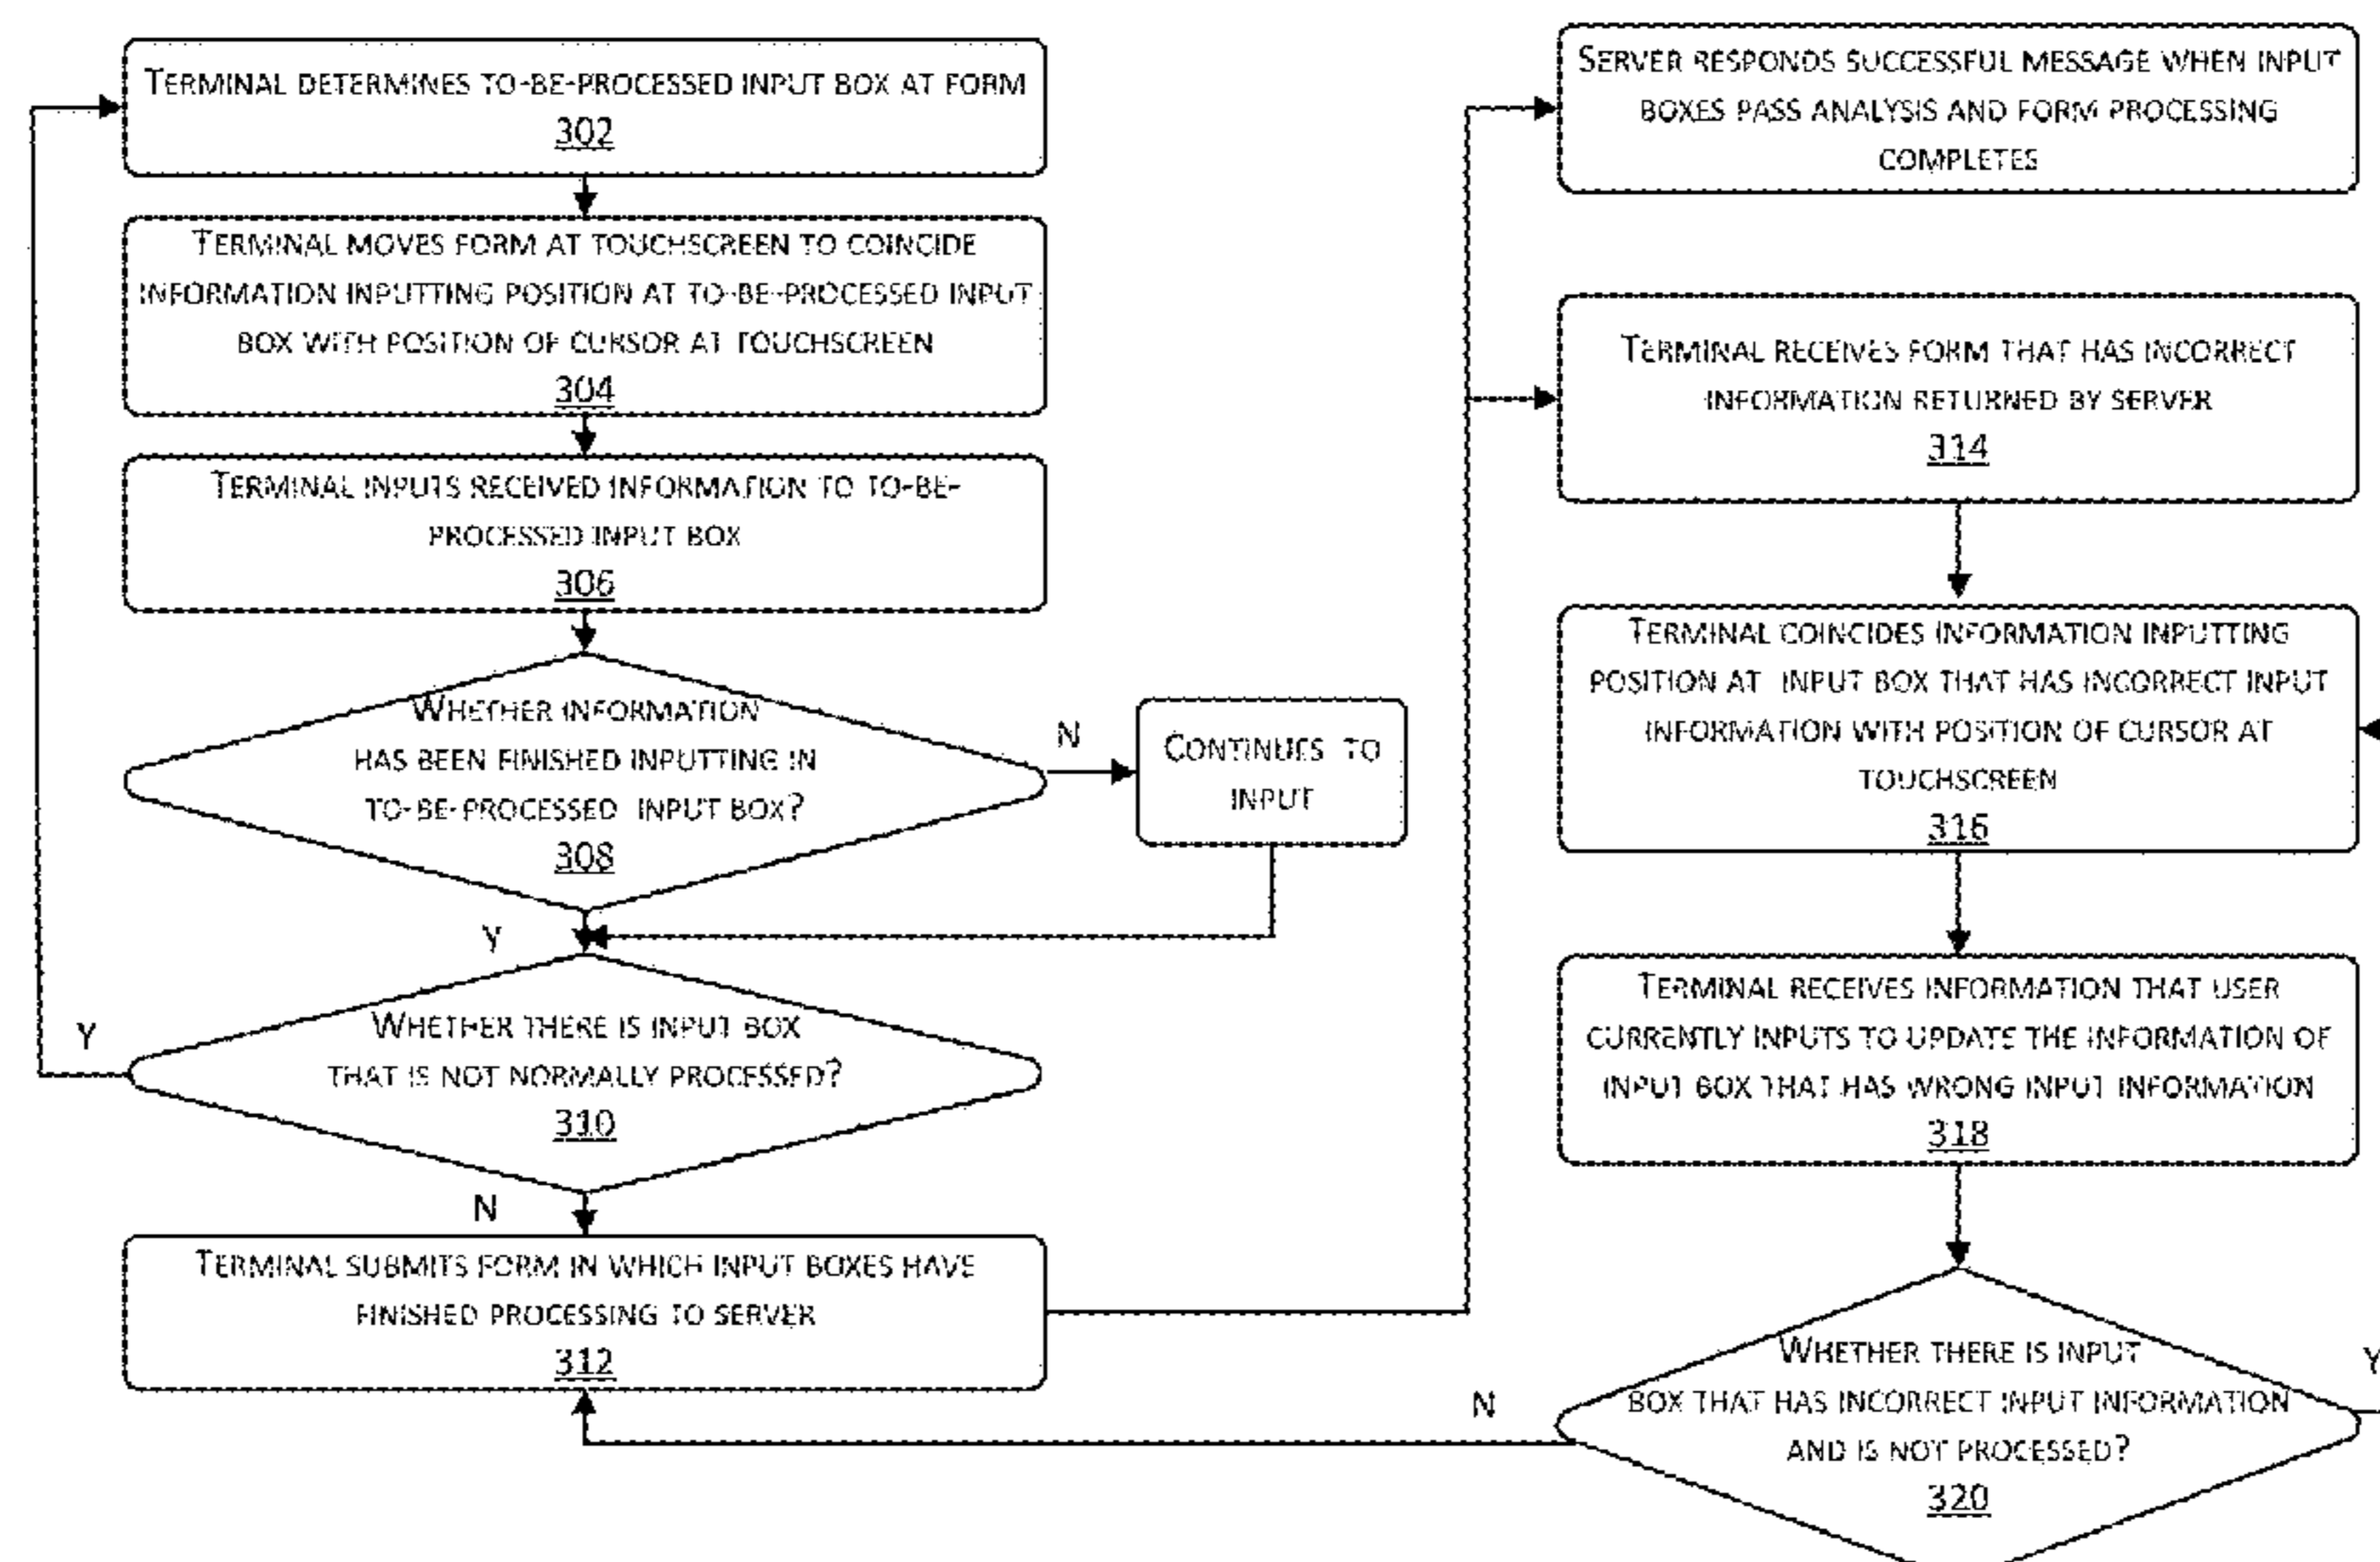 TERMINAL DETERMINES TO-BE-PROCESSED INPUT BOX AT FORM
302
TERMINAL MOVES FORM AT TOUCHSCREEN TO COINCIDE
INFORMATION INPUTTING POSITION AT TO-BE-PROCESSED INPUT
BOX WITH POSITION OF CURSOR AT TOUCHSCREEN
304
TERMINAL INPUTS RECEIVED INFORMATION TO TO-BE-
PROCESSED INPUT BOX
306
WHETHER INFORMATION
HAS BEEN FINISHED INPUTTING IN
TO-BE-PROCESSED INPUT BOX?
308
N
CONTINUES TO
INPUT
Y
WHETHER THERE IS INPUT BOX
THAT IS NOT NORMALLY PROCESSED?
310
Y
N
TERMINAL SUBMITS FORM IN WHICH INPUT BOXES HAVE
FINISHED PROCESSING TO SERVER
312
SERVER RESPONDS SUCCESSFUL MESSAGE WHEN INPUT
BOXES PASS ANALYSIS AND FORM PROCESSING
COMPLETES
TERMINAL RECEIVES FORM THAT HAS INCORRECT
INFORMATION RETURNED BY SERVER
314
TERMINAL COINCIDES INFORMATION INPUTTING
POSITION AT INPUT BOX THAT HAS INCORRECT INPUT
INFORMATION WITH POSITION OF CURSOR AT
TOUCHSCREEN
316
TERMINAL RECEIVES INFORMATION THAT USER
CURRENTLY INPUTS TO UPDATE THE INFORMATION OF
INPUT BOX THAT HAS WRONG INPUT INFORMATION
318
WHETHER THERE IS INPUT
BOX THAT HAS INCORRECT INPUT INFORMATION
AND IS NOT PROCESSED?
320
N
Y